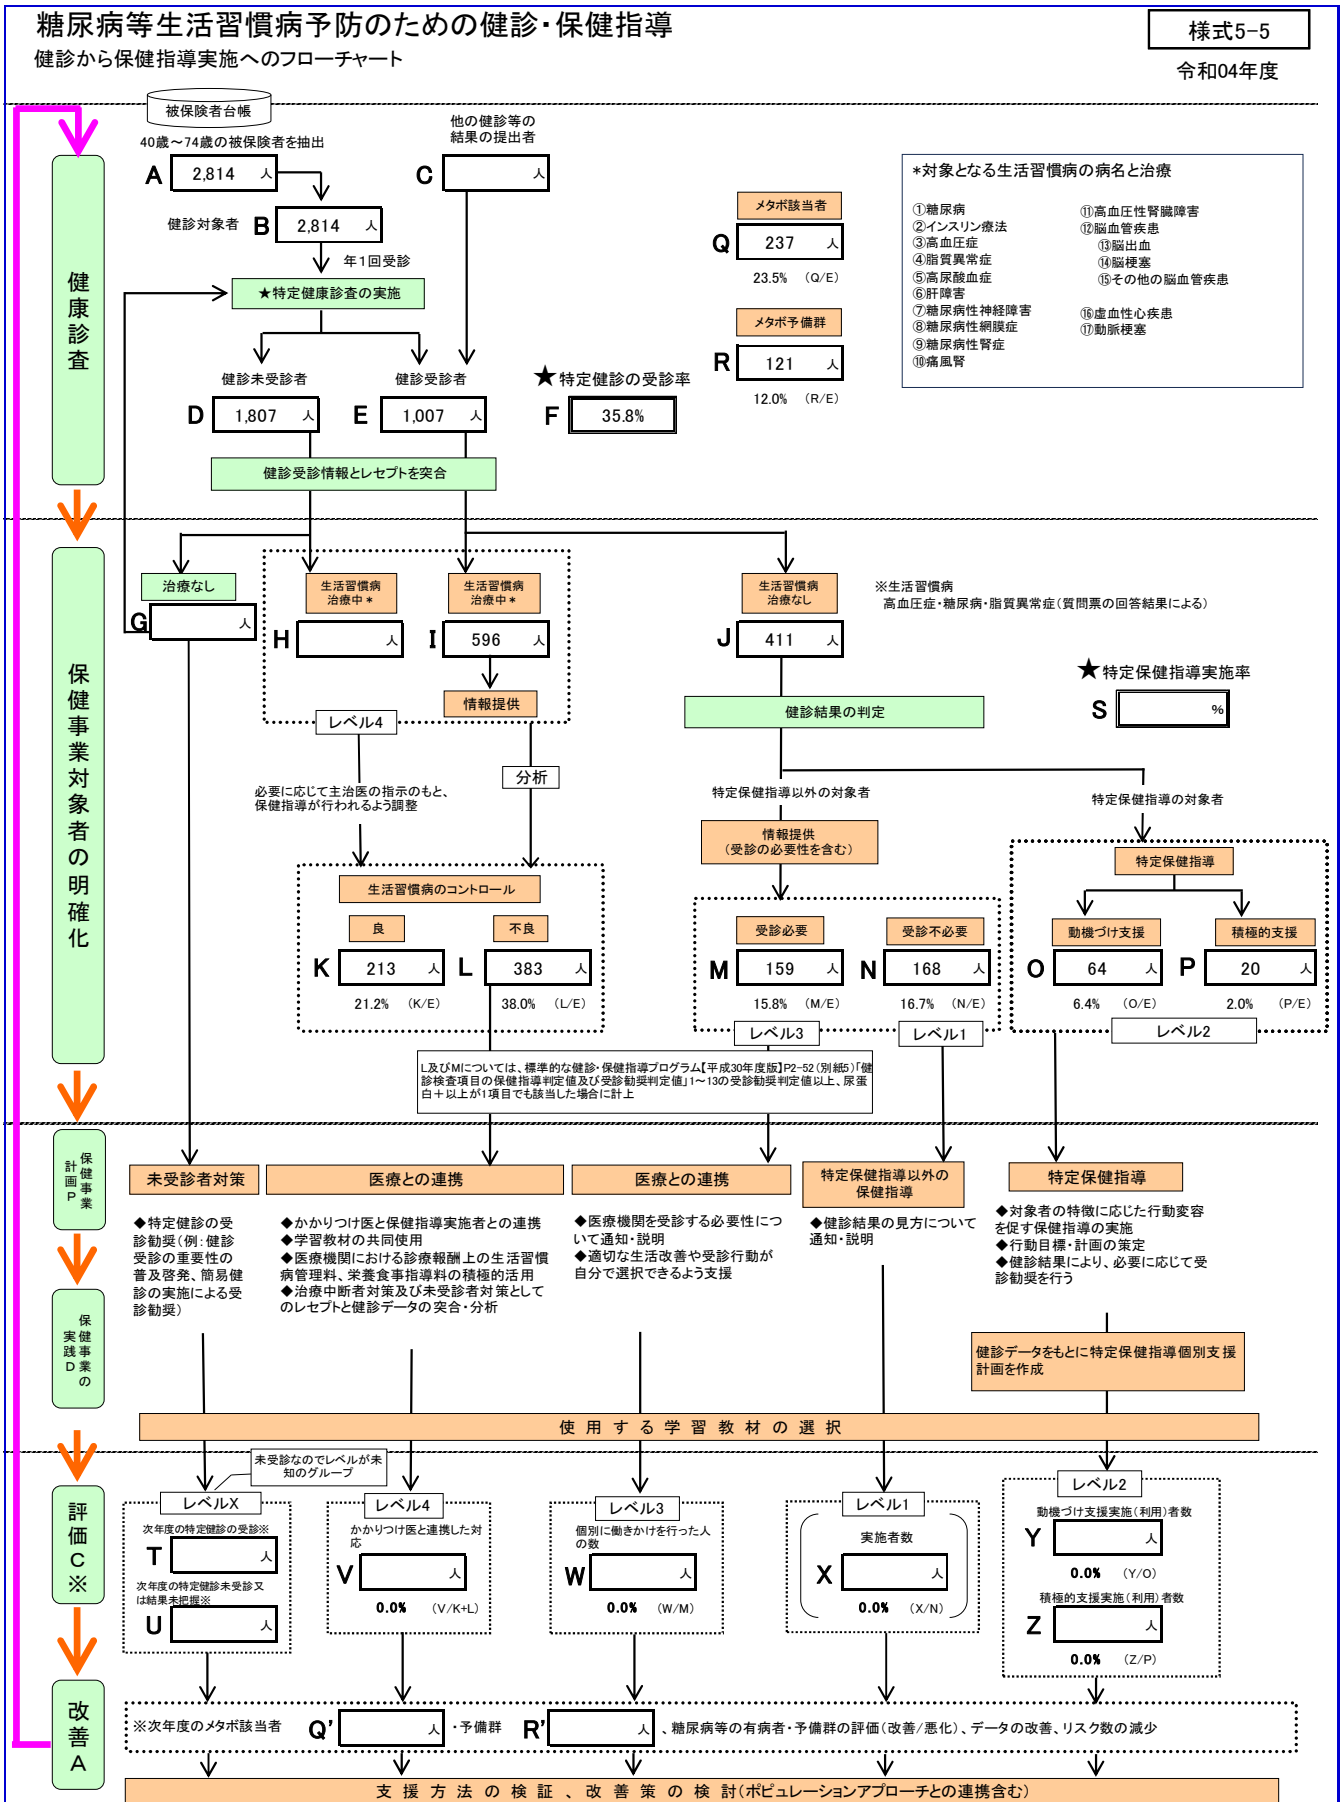 糖尿病等生活習慣病予防のための健診・保健指導
様式5-5
健診から保健指導実施へのフローチャート
令和04年度
被保険者台帳
40歳～74歳の被保険者を抽出
A 2,814 人
他の健診等の
結果の提出者
C 人
健診対象者 B 2,814 人
年1回受診
★特定健康診査の実施
メタボ該当者
Q 237 人
23.5% (Q/E)
メタボ予備群
R 121 人
12.0% (R/E)
*対象となる生活習慣病の病名と治療
①糖尿病
②インスリン療法
③高血圧症
④脂質異常症
⑤高尿酸血症
⑥肝障害
⑦糖尿病性神経障害
⑧糖尿病性網膜症
⑨糖尿病性腎症
⑩痛風腎
⑪高血圧性腎臓障害
⑫脳血管疾患
⑬脳出血
⑭脳梗塞
⑮その他の脳血管疾患
⑯虚血性心疾患
⑰動脈梗塞
健康診査
健診未受診者
D 1,807 人
健診受診者
E 1,007 人
★特定健診の受診率
F 35.8%
健診受診情報とレセプトを突合
保健事業対象者の明確化
治療なし
G 人
生活習慣病
治療中*
H 人
生活習慣病
治療中*
I 596 人
情報提供
レベル4
生活習慣病
治療なし
J 411 人
※生活習慣病
高血圧症・糖尿病・脂質異常症(質問票の回答結果による)
★特定保健指導実施率
S %
健診結果の判定
分析
必要に応じて主治医の指示のもと、
保健指導が行われるよう調整
特定保健指導以外の対象者
特定保健指導の対象者
情報提供
(受診の必要性を含む)
特定保健指導
生活習慣病のコントロール
良
K 213 人
21.2% (K/E)
不良
L 383 人
38.0% (L/E)
受診必要
M 159 人
15.8% (M/E)
レベル3
受診不必要
N 168 人
16.7% (N/E)
レベル1
動機づけ支援
O 64 人
6.4% (O/E)
積極的支援
P 20 人
2.0% (P/E)
レベル2
L及びMについては、標準的な健診・保健指導プログラム【平成30年度版】P2-52(別紙5)「健
診検査項目の保健指導判定値及び受診勧奨判定値」1～13の受診勧奨判定値以上、尿蛋
白+以上が1項目でも該当した場合に計上
保健事業
計画P
未受診者対策
医療との連携
医療との連携
特定保健指導以外の
保健指導
特定保健指導
◆特定健診の受
診勧奨(例:健診
受診の重要性の
普及啓発、簡易健
診の実施による受
診勧奨)
◆かかりつけ医と保健指導実施者との連携
◆学習教材の共同使用
◆医療機関における診療報酬上の生活習慣
病管理料、栄養食事指導料の積極的活用
◆治療中断者対策及び未受診者対策として
のレセプトと健診データの突合・分析
◆医療機関を受診する必要性につ
いて通知・説明
◆適切な生活改善や受診行動が
自分で選択できるよう支援
◆健診結果の見方について
通知・説明
◆対象者の特徴に応じた行動変容
を促す保健指導の実施
◆行動目標・計画の策定
◆健診結果により、必要に応じて受
診勧奨を行う
保健事業の
実践D
健診データをもとに特定保健指導個別支援
計画を作成
使用する学習教材の選択
評価C※
未受診なのでレベルが未
知のグループ
レベルX
次年度の特定健診の受診※
T 人
次年度の特定健診未受診又
は結果未把握※
U 人
レベル4
かかりつけ医と連携した対
応
V 人
0.0% (V/K+L)
レベル3
個別に働きかけを行った人
の数
W 人
0.0% (W/M)
レベル1
実施者数
X 人
0.0% (X/N)
レベル2
動機づけ支援実施(利用)者数
Y 人
0.0% (Y/O)
積極的支援実施(利用)者数
Z 人
0.0% (Z/P)
改善A
※次年度のメタボ該当者 Q' 人 ・予備群 R' 人 、糖尿病等の有病者・予備群の評価(改善/悪化)、データの改善、リスク数の減少
支援方法の検証、改善策の検討(ポピュレーションアプローチとの連携含む)